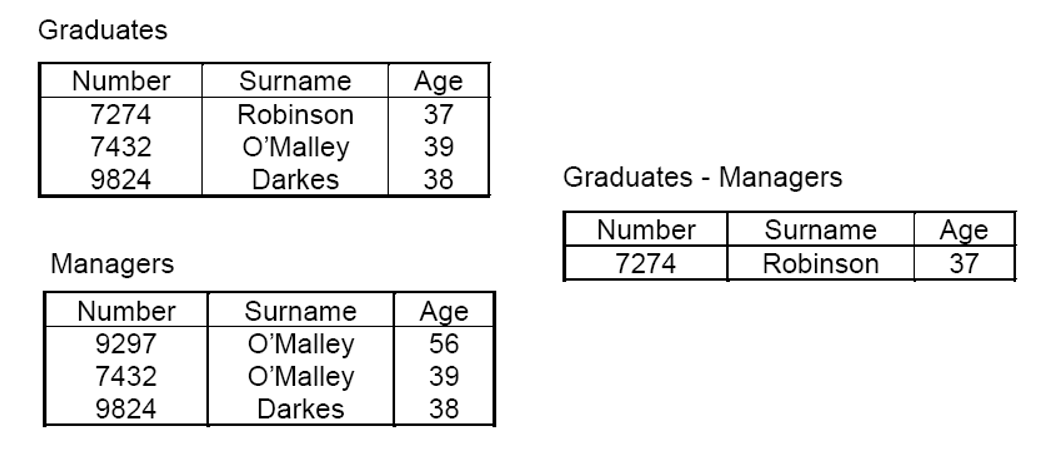 Graduates
Number Surname Age
7274 Robinson 37
7432 O’Malley 39
9824 Darkes 38
Managers
Number Surname Age
9297 O’Malley 56
7432 O’Malley 39
9824 Darkes 38
Graduates - Managers
Number Surname Age
7274 Robinson 37